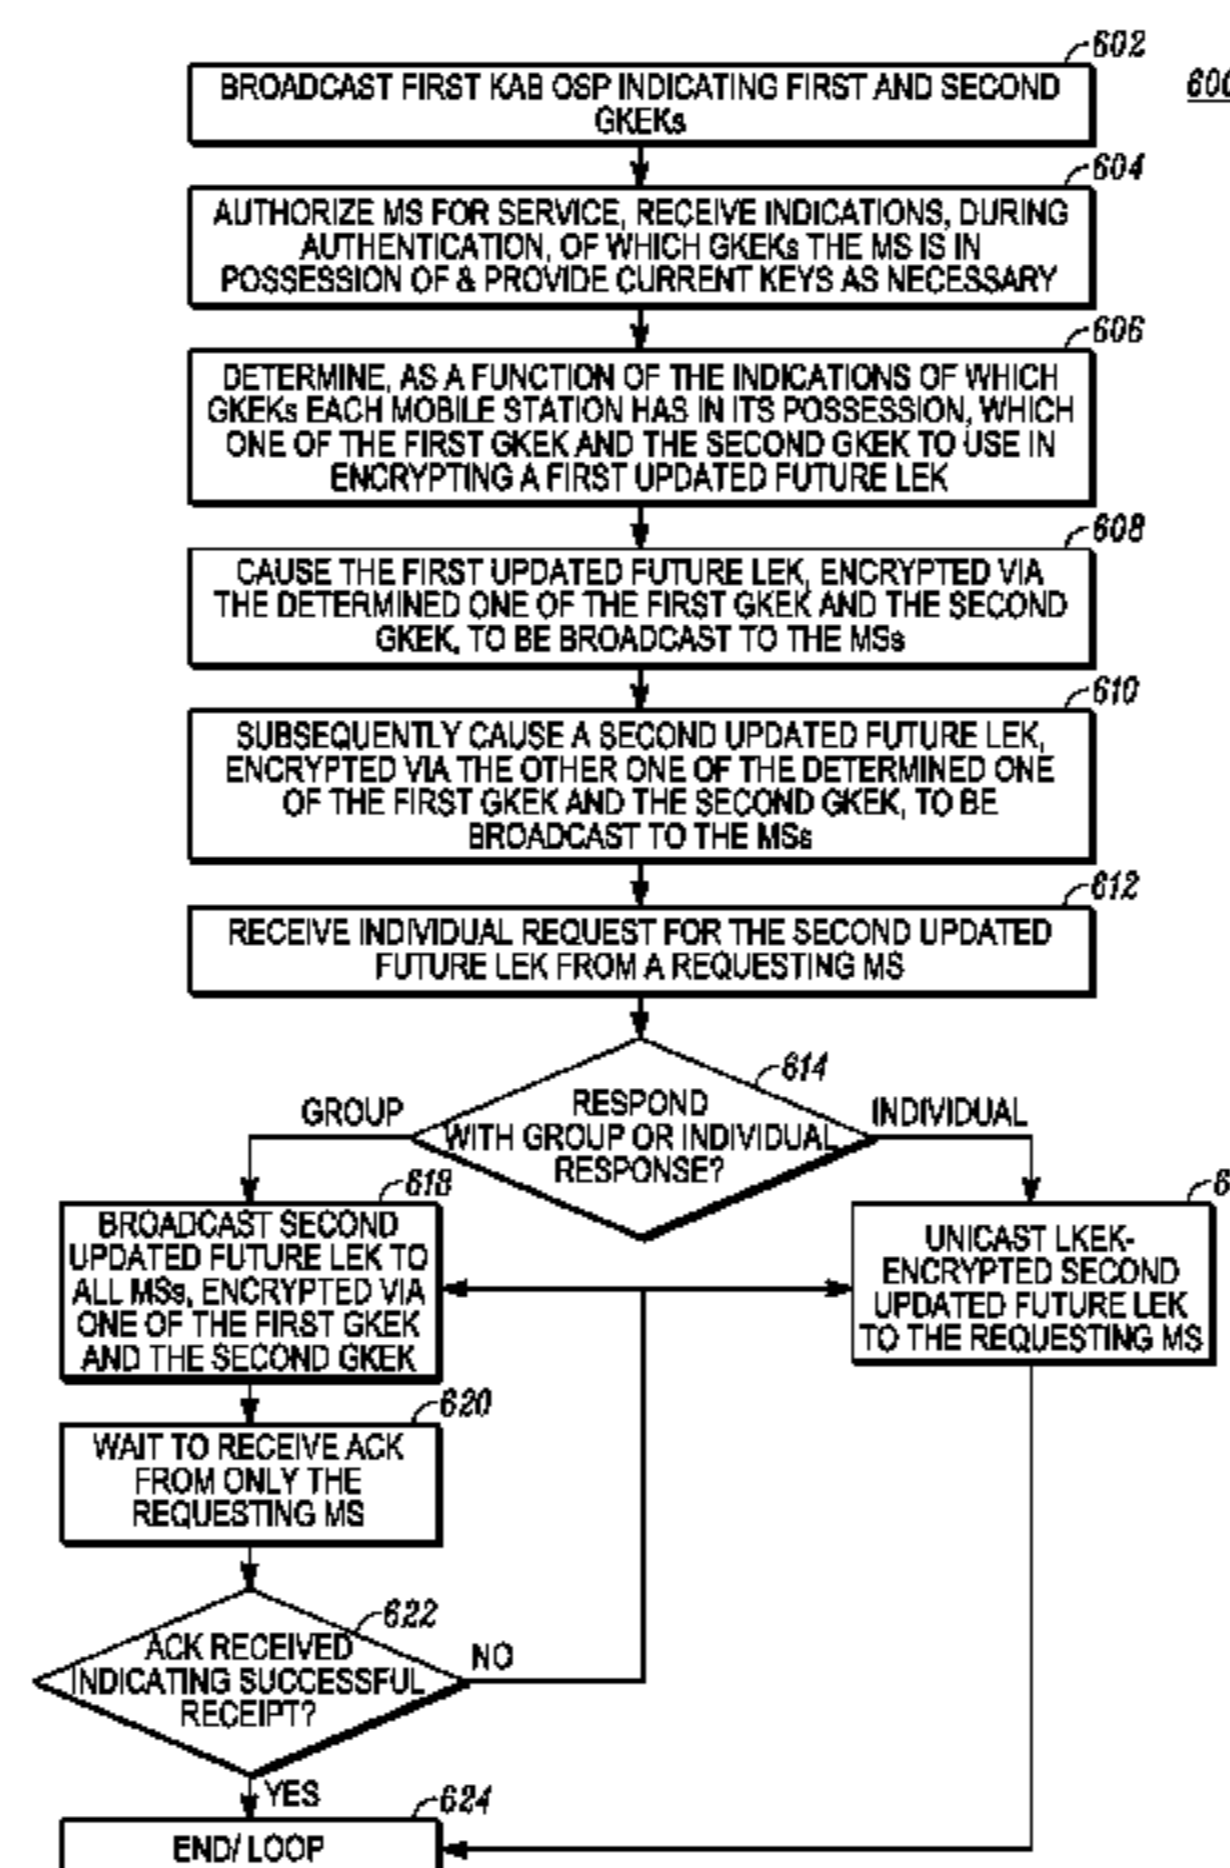 602
600
BROADCAST FIRST KAB OSP INDICATING FIRST AND SECOND
GKEKs
604
AUTHORIZE MS FOR SERVICE, RECEIVE INDICATIONS, DURING
AUTHENTICATION, OF WHICH GKEKs THE MS IS IN
POSSESSION OF & PROVIDE CURRENT KEYS AS NECESSARY
606
DETERMINE, AS A FUNCTION OF THE INDICATIONS OF WHICH
GKEKs EACH MOBILE STATION HAS IN ITS POSSESSION, WHICH
ONE OF THE FIRST GKEK AND THE SECOND GKEK TO USE IN
ENCRYPTING A FIRST UPDATED FUTURE LEK
608
CAUSE THE FIRST UPDATED FUTURE LEK, ENCRYPTED VIA
THE DETERMINED ONE OF THE FIRST GKEK AND THE SECOND
GKEK, TO BE BROADCAST TO THE MSs
610
SUBSEQUENTLY CAUSE A SECOND UPDATED FUTURE LEK,
ENCRYPTED VIA THE OTHER ONE OF THE DETERMINED ONE
OF THE FIRST GKEK AND THE SECOND GKEK, TO BE
BROADCAST TO THE MSs
612
RECEIVE INDIVIDUAL REQUEST FOR THE SECOND UPDATED
FUTURE LEK FROM A REQUESTING MS
614
RESPOND
WITH GROUP OR INDIVIDUAL
RESPONSE?
GROUP
INDIVIDUAL
618
BROADCAST SECOND
UPDATED FUTURE LEK TO
ALL MSs, ENCRYPTED VIA
ONE OF THE FIRST GKEK
AND THE SECOND GKEK
6
UNICAST LKEK-
ENCRYPTED SECOND
UPDATED FUTURE LEK
TO THE REQUESTING MS
620
WAIT TO RECEIVE ACK
FROM ONLY THE
REQUESTING MS
622
ACK RECEIVED
INDICATING SUCCESSFUL
RECEIPT?
NO
YES
624
END/ LOOP